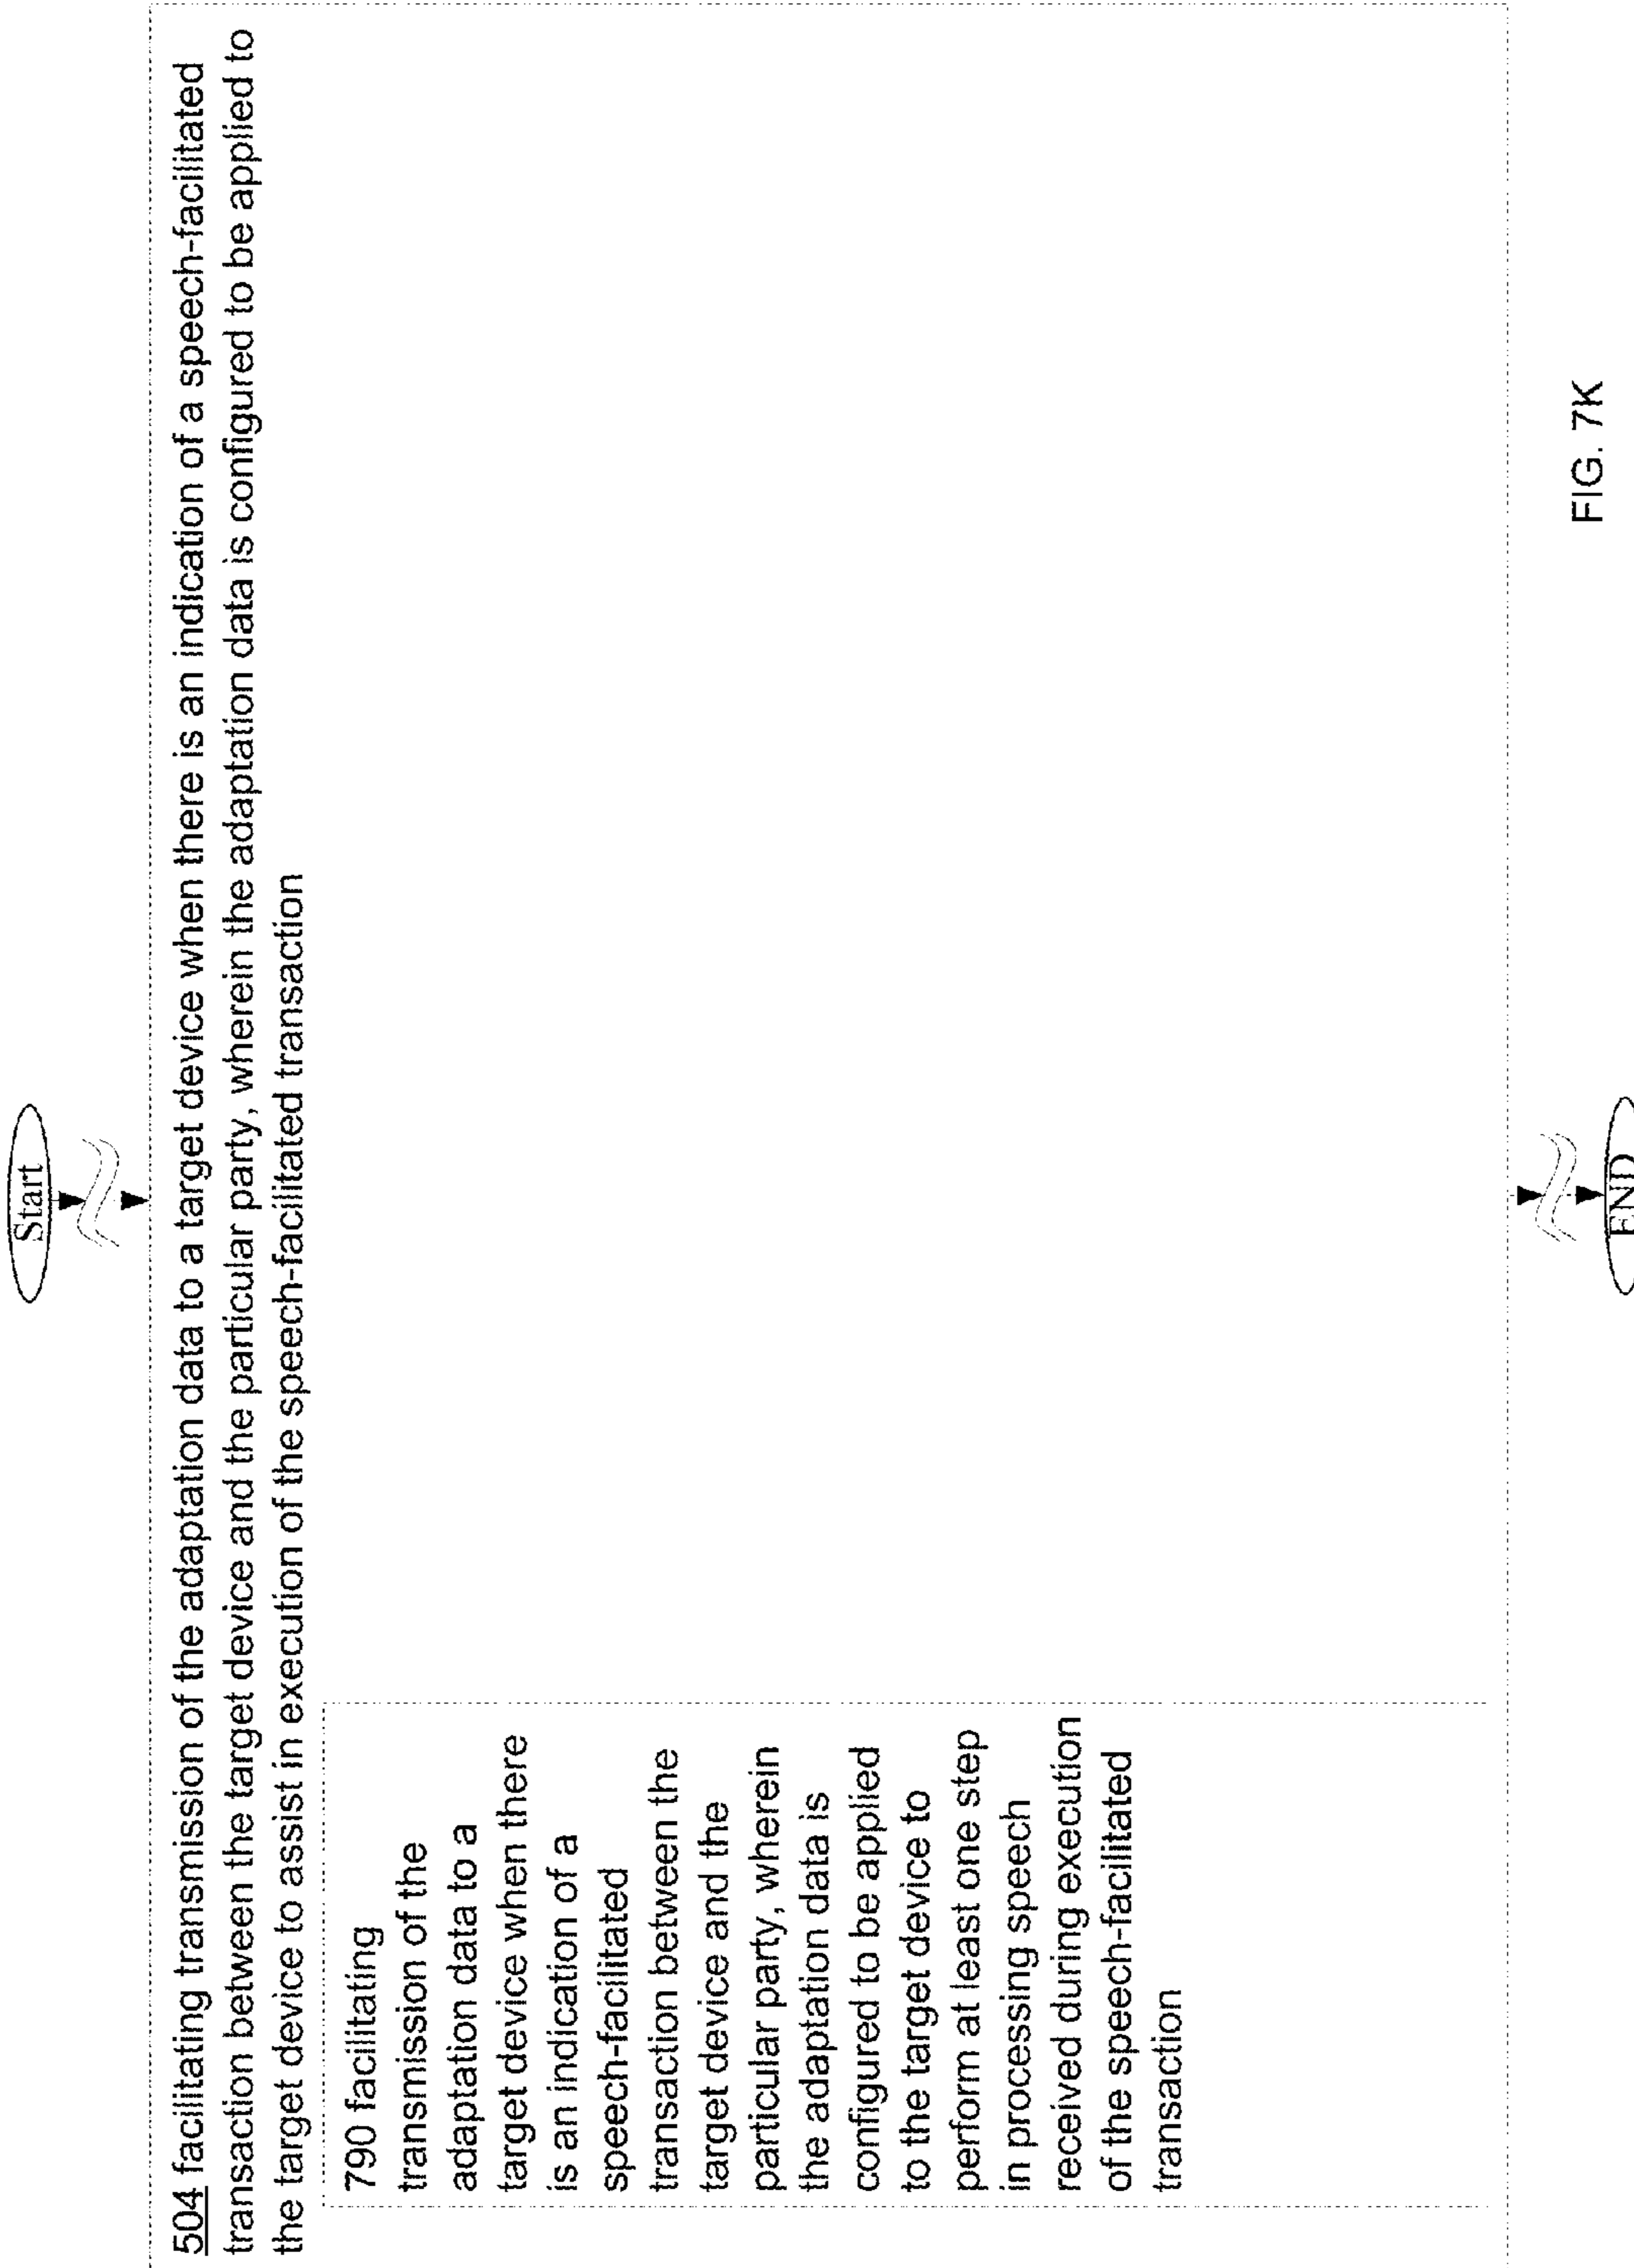 Start
504 facilitating transmission of the adaptation data to a target device when there is an indication of a speech-facilitated
transaction between the target device and the particular party, wherein the adaptation data is configured to be applied to
the target device to assist in execution of the speech-facilitated transaction
790 facilitating
transmission of the
adaptation data to a
target device when there
is an indication of a
speech-facilitated
transaction between the
target device and the
particular party, wherein
the adaptation data is
configured to be applied
to the target device to
perform at least one step
in processing speech
received during execution
of the speech-facilitated
transaction
END
FIG. 7K